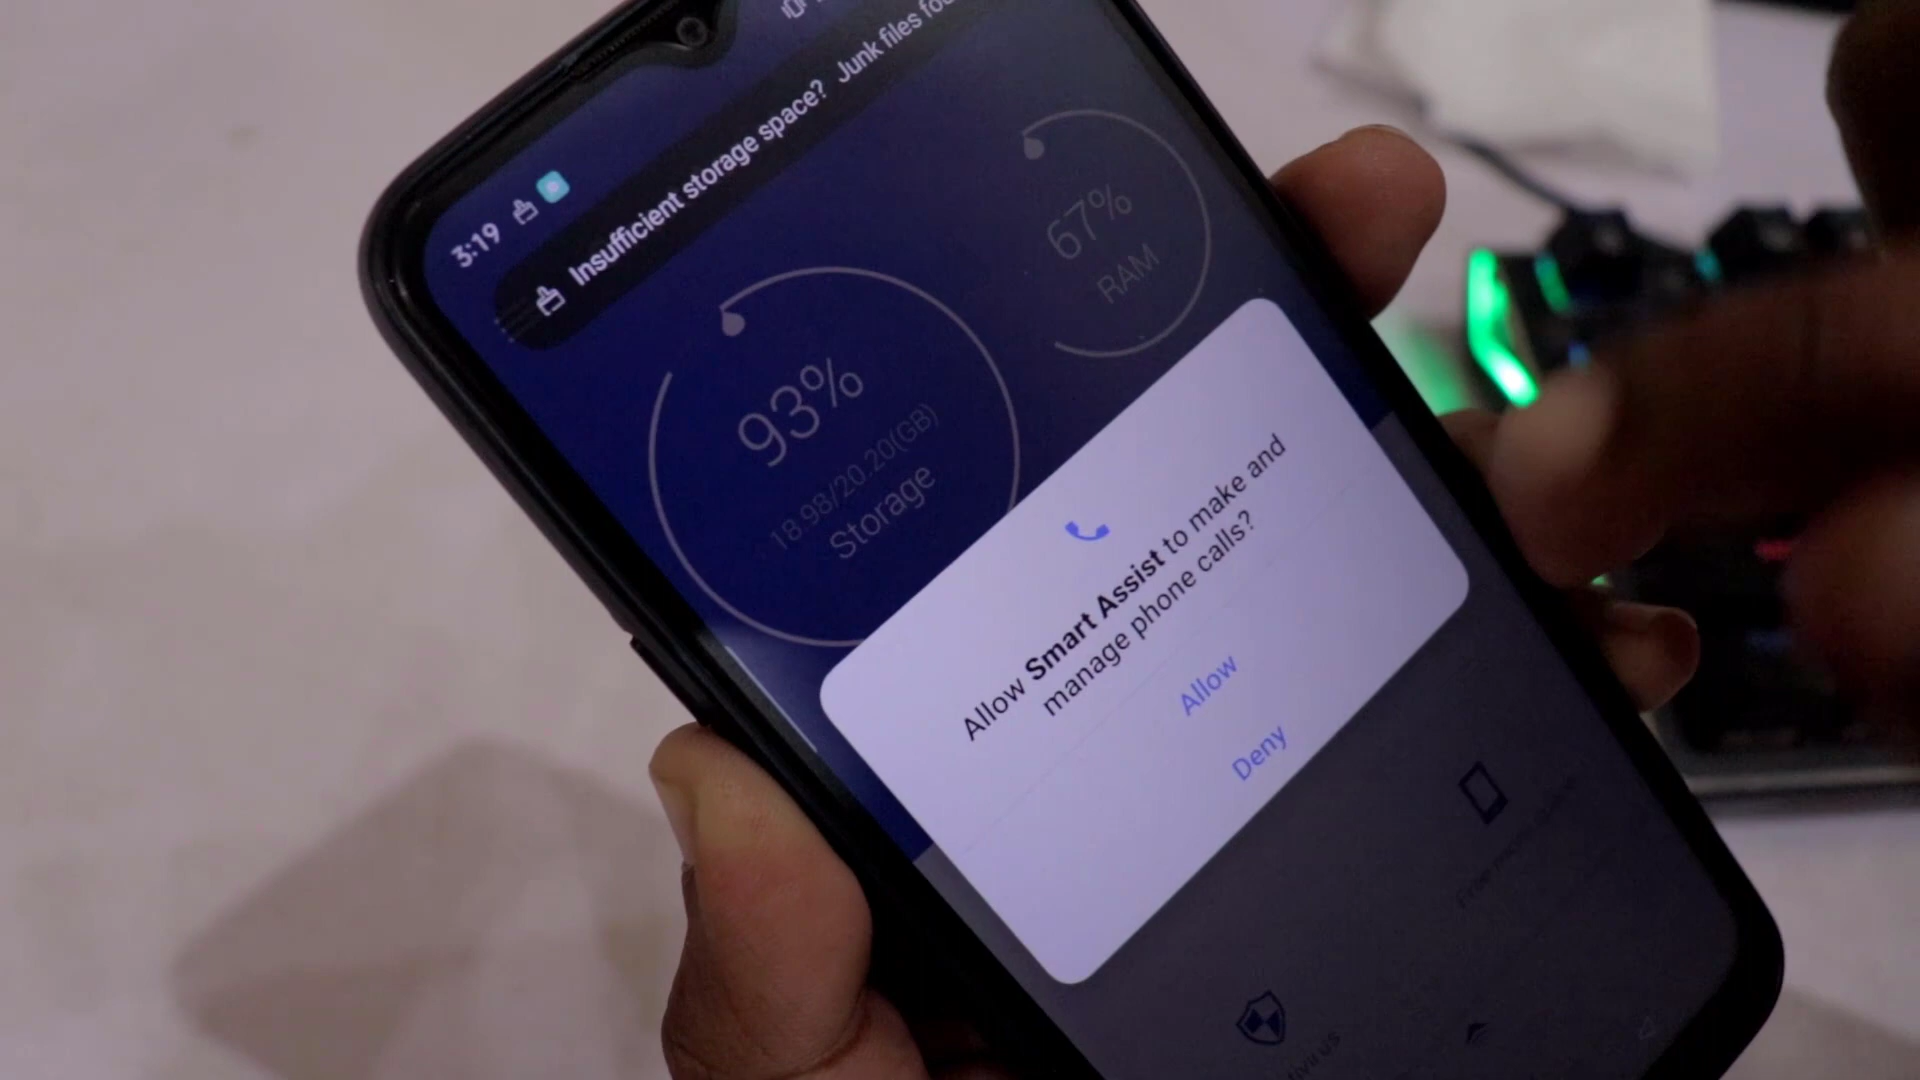 3:19
Insufficient storage space? Junk files
67%
RAM
93%
18.98/20.20(GB)
Storage
Allow Smart Assist to make and
manage phone calls?
Allow
Deny